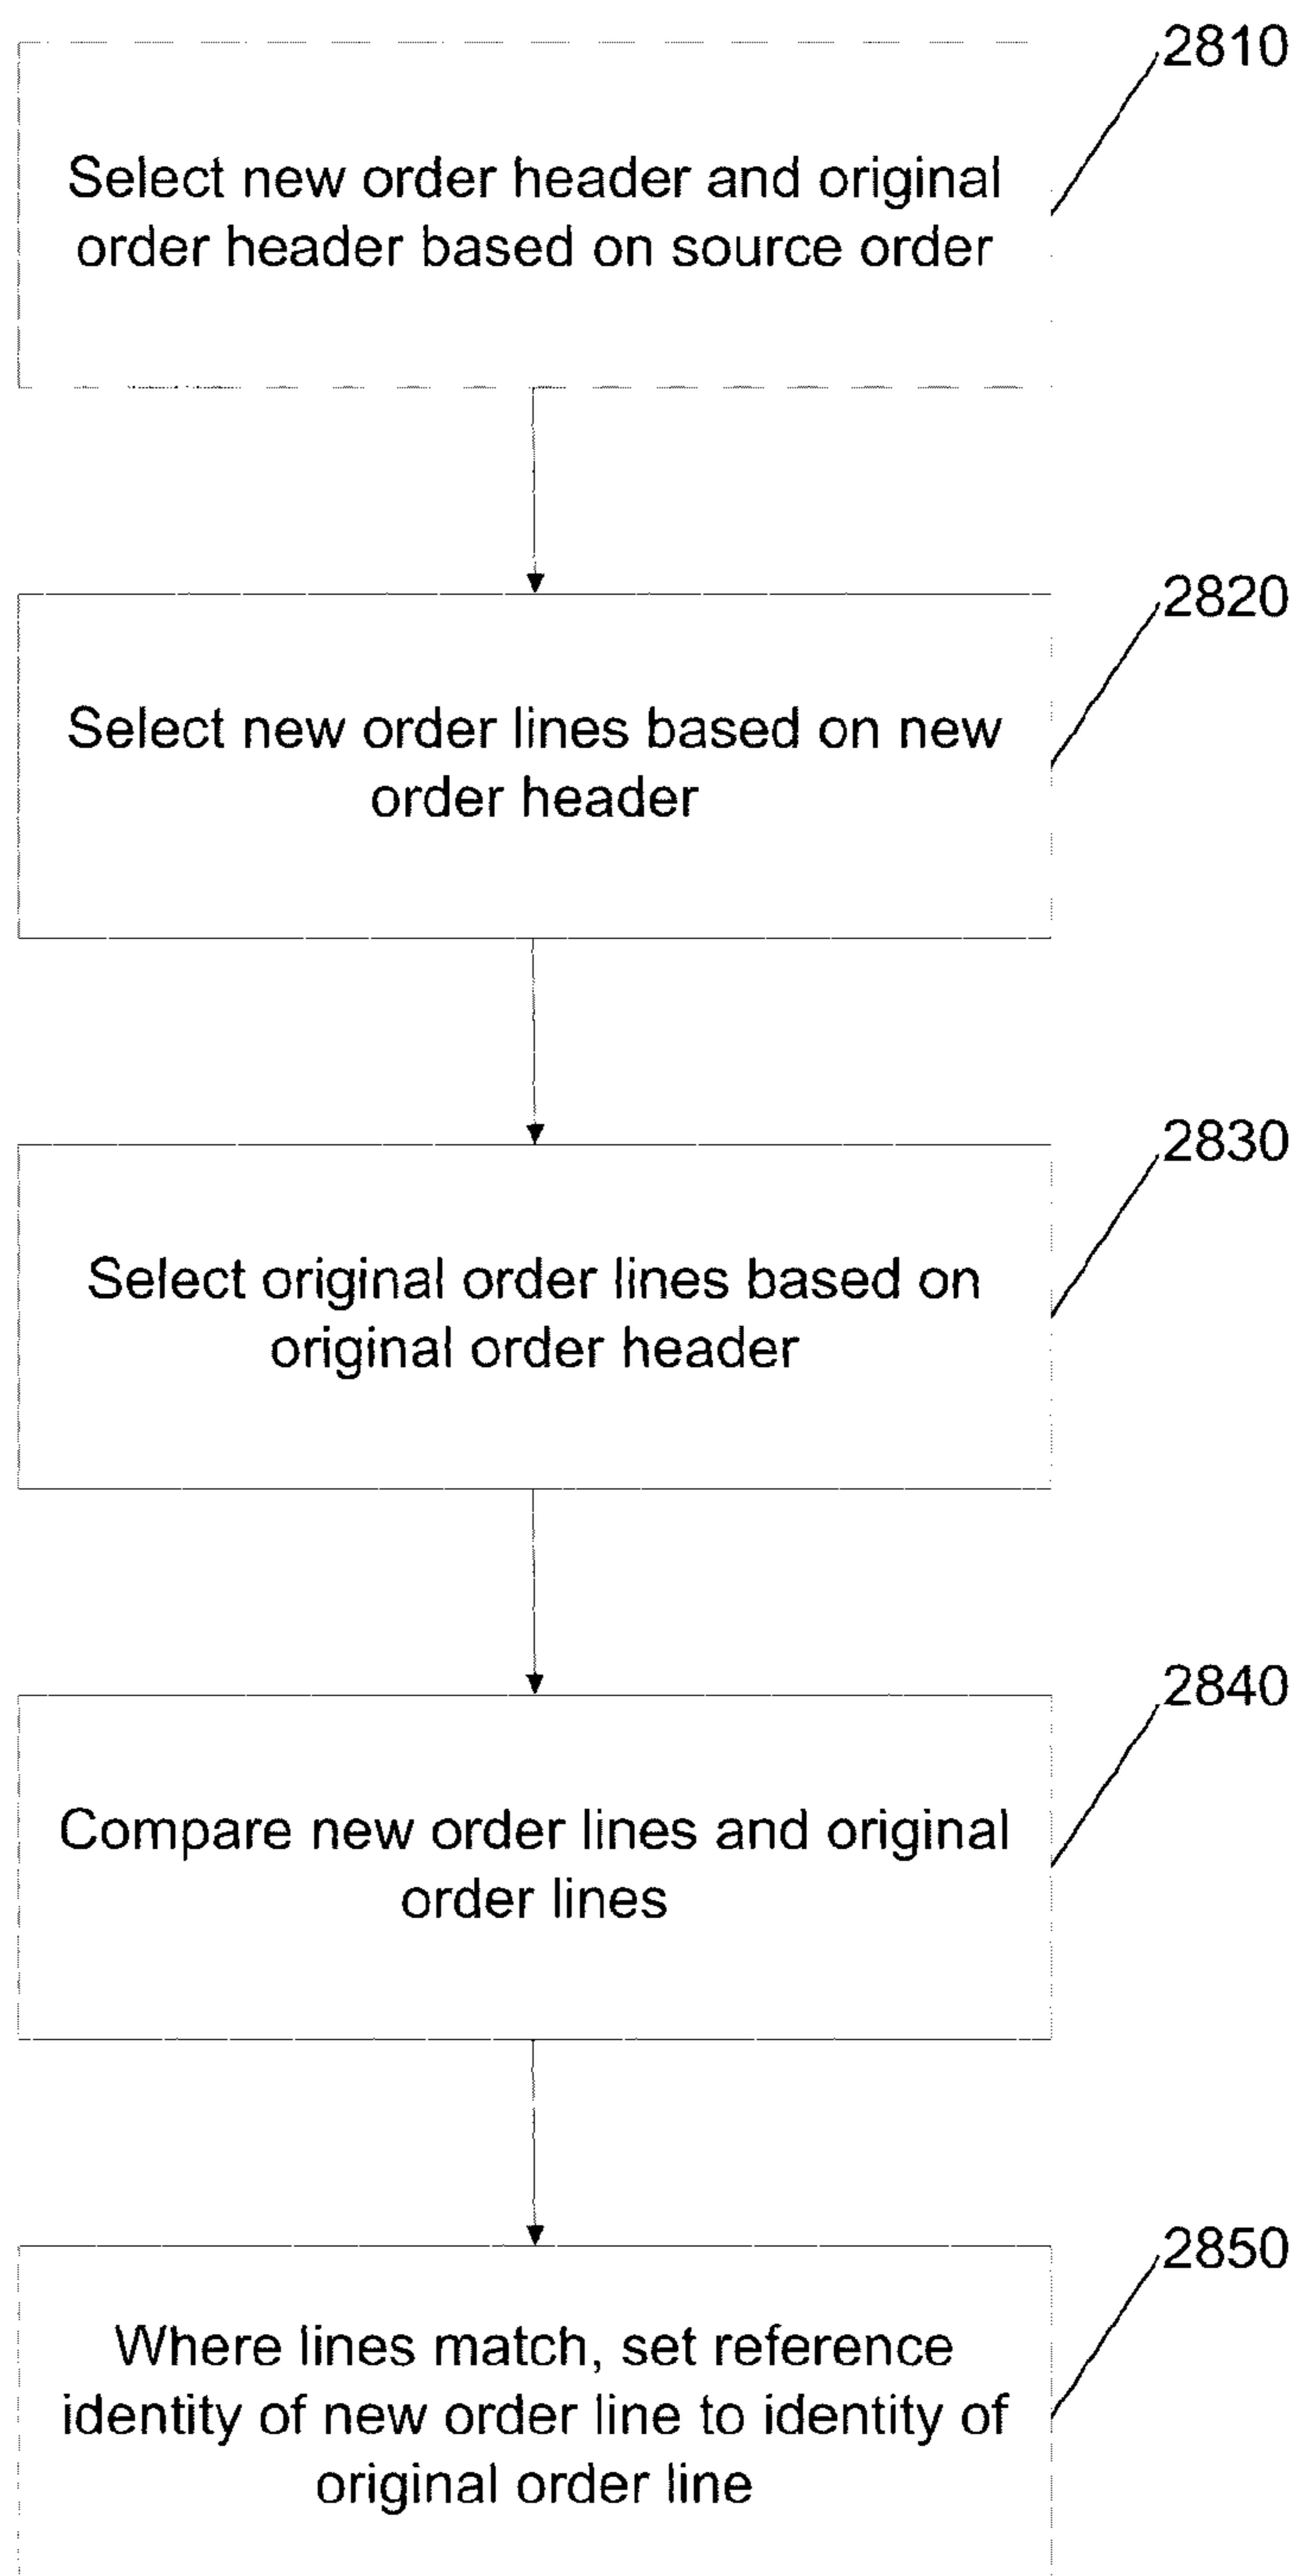 2810
Select new order header and original
order header based on source order
2820
Select new order lines based on new
order header
2830
Select original order lines based on
original order header
2840
Compare new order lines and original
order lines
2850
Where lines match, set reference
identity of new order line to identity of
original order line